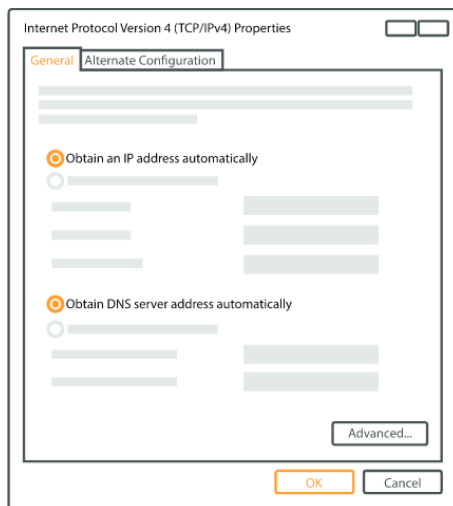 Internet Protocol Version 4 (TCP/IPv4) Properties
General Alternate Configuration
Obtain an IP address automatically
Obtain DNS server address automatically
Advanced...
OK Cancel